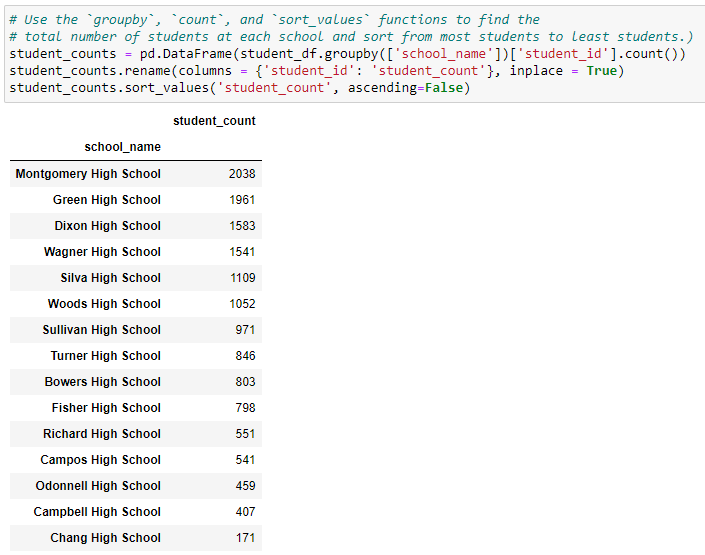 # Use the `groupby`, `count`, and `sort_values` functions to find the
# total number of students at each school and sort from most students to least students.)
student_counts = pd.DataFrame(student_df.groupby(['school_name'])['student_id'].count())
student_counts.rename(columns = {'student_id': 'student_count'}, inplace = True)
student_counts.sort_values('student_count', ascending=False)
student_count
school_name
Montgomery High School 2038
Green High School 1961
Dixon High School 1583
Wagner High School 1541
Silva High School 1109
Woods High School 1052
Sullivan High School 971
Turner High School 846
Bowers High School 803
Fisher High School 798
Richard High School 551
Campos High School 541
Odonnell High School 459
Campbell High School 407
Chang High School 171